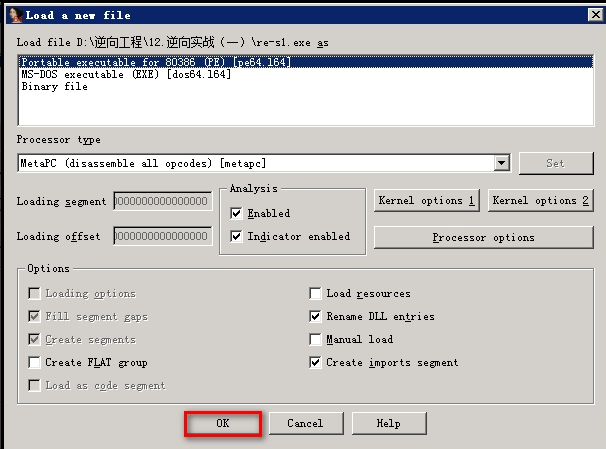 Load a new file
Load file D:\逆向工程\12.逆向实战（一）\re-s1.exe as
Portable executable for 80386 (PE) [pe64.l64]
MS-DOS executable (EXE) [dos64.l64]
Binary file
Processor type
MetaPC (disassemble all opcodes) [metapc]
Set
Analysis
Loading segment
0000000000000000
Enabled
Kernel options 1
Kernel options 2
Loading offset
0000000000000000
Indicator enabled
Processor options
Options
Loading options
Load resources
Fill segment gaps
Rename DLL entries
Create segments
Manual load
Create FLAT group
Create imports segment
Load as code segment
OK
Cancel
Help